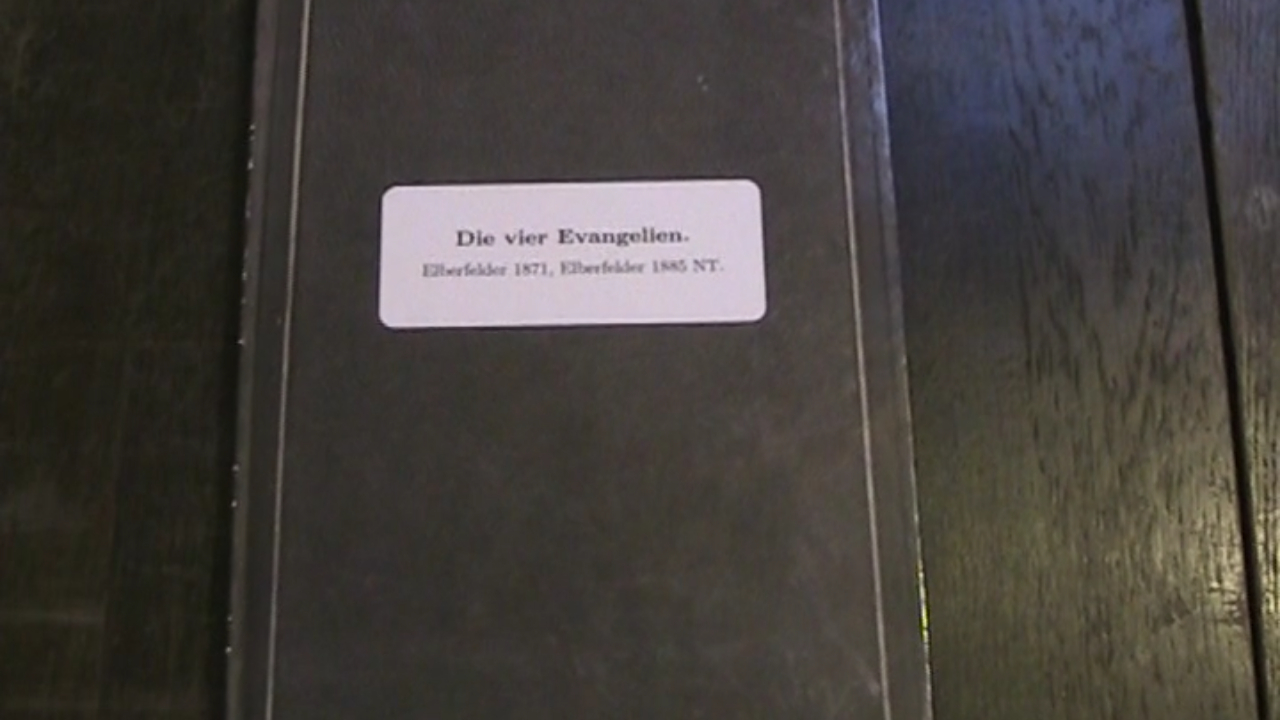 Die vier Evangelien.
Elberfelder 1871, Elberfelder 1885 NT.